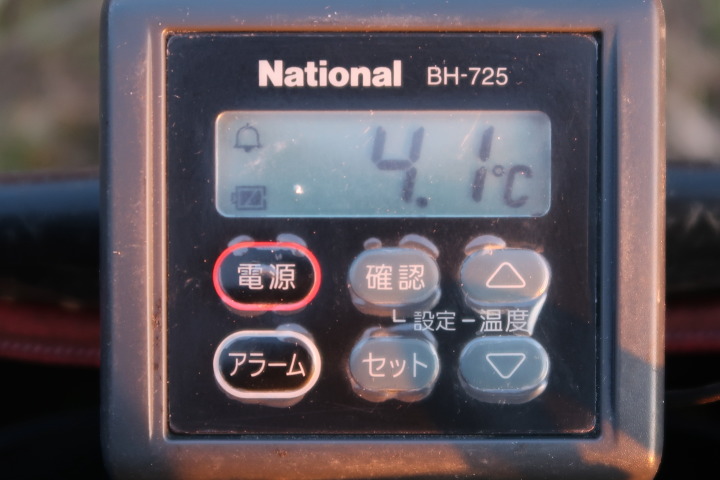 National BH-725
4.1℃
電源 確認 △
設定-温度
アラーム セット ▽